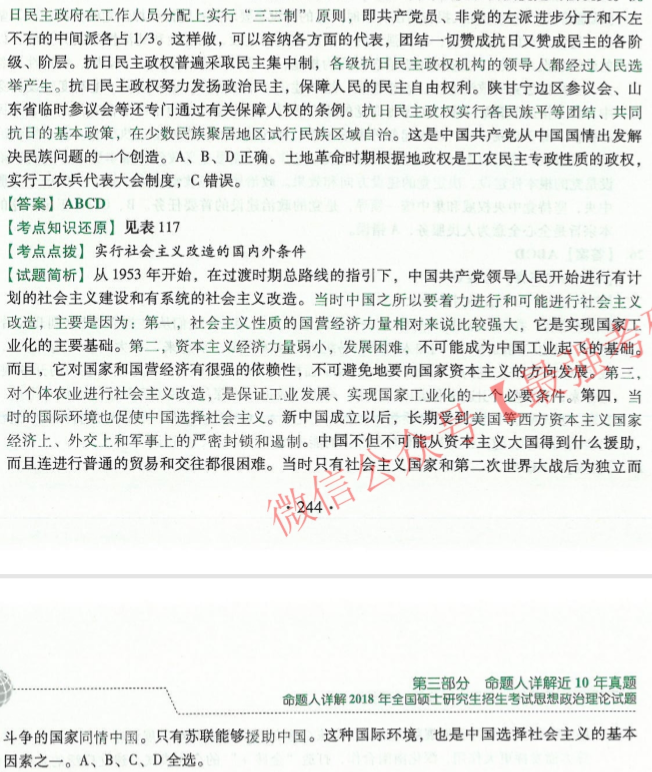 日民主政府在工作人员分配上实行“三三制”原则，即共产党员、非党的左派进步分子和不左
不右的中间派各占 1/3。这样做，可以容纳各方面的代表，团结一切赞成抗日又赞成民主的各阶
级、阶层。抗日民主政权普遍采取民主集中制，各级抗日民主政权机构的领导人都经过人民选
举产生。抗日民主政权努力发扬政治民主，保障人民的民主自由权利。陕甘宁边区参议会、山
东省临时参议会等还专门通过有关保障人权的条例。抗日民主政权实行各民族平等团结、共同
抗日的基本政策，在少数民族聚居地区试行民族区域自治。这是中国共产党从中国国情出发解
决民族问题的一个创造。A、B、D 正确。土地革命时期根据地政权是工农民主专政性质的政权，
实行工农兵代表大会制度，C 错误。
【答案】ABCD
【考点知识还原】见表 117
【考点点拨】实行社会主义改造的国内外条件
【试题简析】从 1953 年开始，在过渡时期总路线的指引下，中国共产党领导人民开始进行有计
划的社会主义建设和有系统的社会主义改造。当时中国之所以要着力进行和可能进行社会主义
改造，主要是因为：第一，社会主义性质的国营经济力量相对来说比较强大，它是实现国家工
业化的主要基础。第二，资本主义经济力量弱小，发展困难，不可能成为中国工业起飞的基础。
而且，它对国家和国营经济有很强的依赖性，不可避免地要向国家资本主义的方向发展。第三，
对个体农业进行社会主义改造，是保证工业发展、实现国家工业化的一个必要条件。第四，当
时的国际环境也促使中国选择社会主义。新中国成立以后，长期受到美国等西方资本主义国家
经济上、外交上和军事上的严密封锁和遏制。中国不但不可能从资本主义大国得到什么援助，
而且连进行普通的贸易和交往都很困难。当时只有社会主义国家和第二次世界大战后为独立而
微信公众号【最强考研
· 244 ·
第三部分 命题人详解近 10 年真题
命题人详解 2018 年全国硕士研究生招生考试思想政治理论试题
斗争的国家同情中国。只有苏联能够援助中国。这种国际环境，也是中国选择社会主义的基本
因素之一。A、B、C、D 全选。